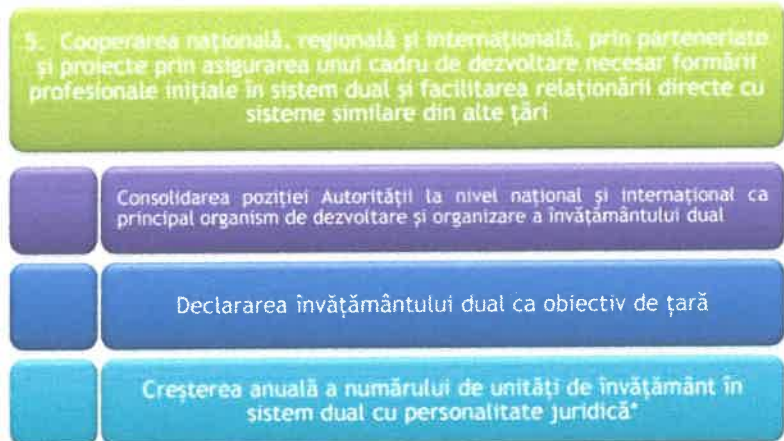 5. Cooperarea națională, regională și internațională, prin parteneriate
și proiecte prin asigurarea unui cadru de dezvoltare necesar formării
profesionale inițiale în sistem dual și facilitarea relaționării directe cu
sisteme similare din alte țări
Consolidarea poziției Autorității la nivel național și internațional ca
principal organism de dezvoltare și organizare a învățământului dual
Declararea învățământului dual ca obiectiv de țară
Creșterea anuală a numărului de unități de învățământ în
sistem dual cu personalitate juridică*